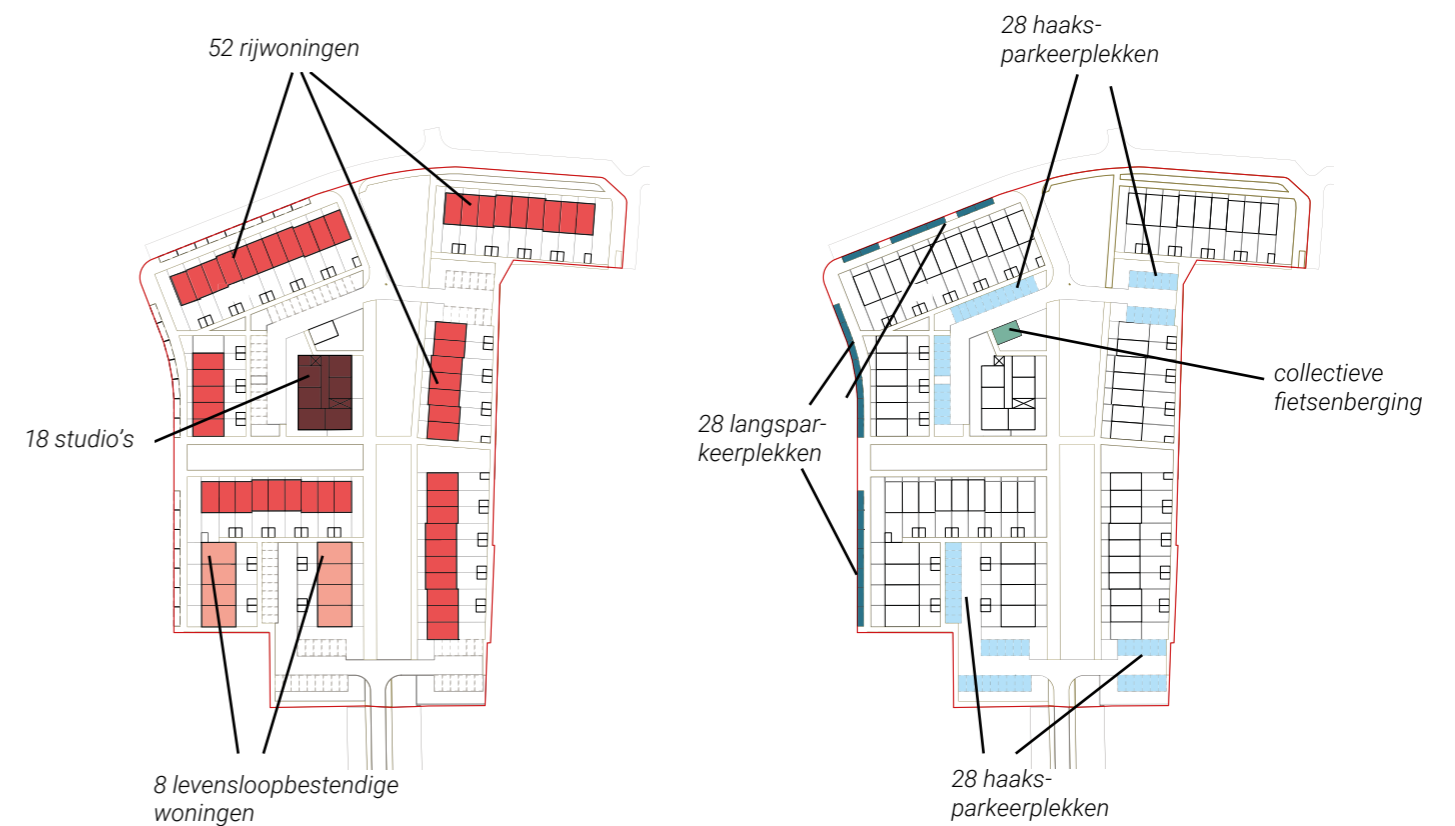 52 rijwoningen
18 studio's
8 levensloopbestendige
woningen
28 haaks-
parkeerplekken
collectieve
fietsenberging
28 langspar-
keerplekken
28 haaks-
parkeerplekken